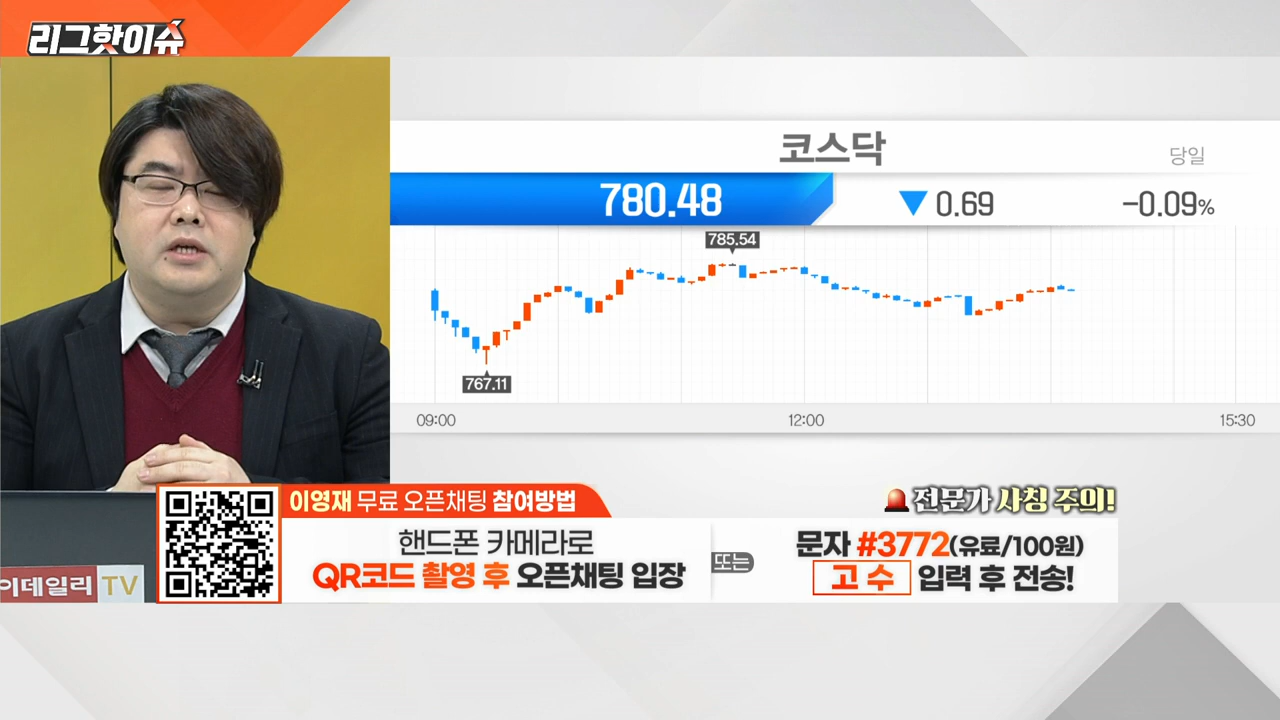 리그핫이슈
코스닥
당일
780.48
▼ 0.69
-0.09%
785.54
767.11
09:00
12:00
15:30
이영재 무료 오픈채팅 참여방법
핸드폰 카메라로
QR코드 촬영 후 오픈채팅 입장
또는
전문가 사칭 주의!
문자 #3772(유료/100원)
고 수 입력 후 전송!
이데일리 TV